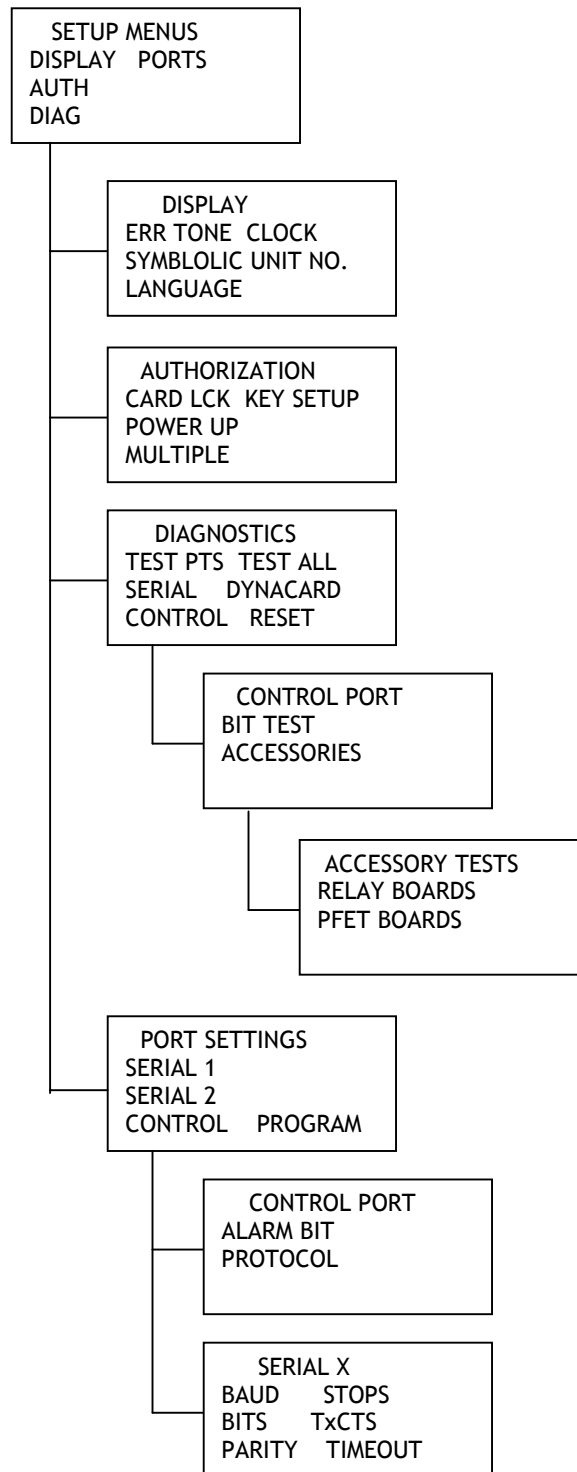 SETUP MENUS
DISPLAY PORTS
AUTH
DIAG
DISPLAY
ERR TONE CLOCK
SYMBLOLIC UNIT NO.
LANGUAGE
AUTHORIZATION
CARD LCK KEY SETUP
POWER UP
MULTIPLE
DIAGNOSTICS
TEST PTS TEST ALL
SERIAL DYNACARD
CONTROL RESET
CONTROL PORT
BIT TEST
ACCESSORIES
ACCESSORY TESTS
RELAY BOARDS
PFET BOARDS
PORT SETTINGS
SERIAL 1
SERIAL 2
CONTROL PROGRAM
CONTROL PORT
ALARM BIT
PROTOCOL
SERIAL X
BAUD STOPS
BITS TxCTS
PARITY TIMEOUT